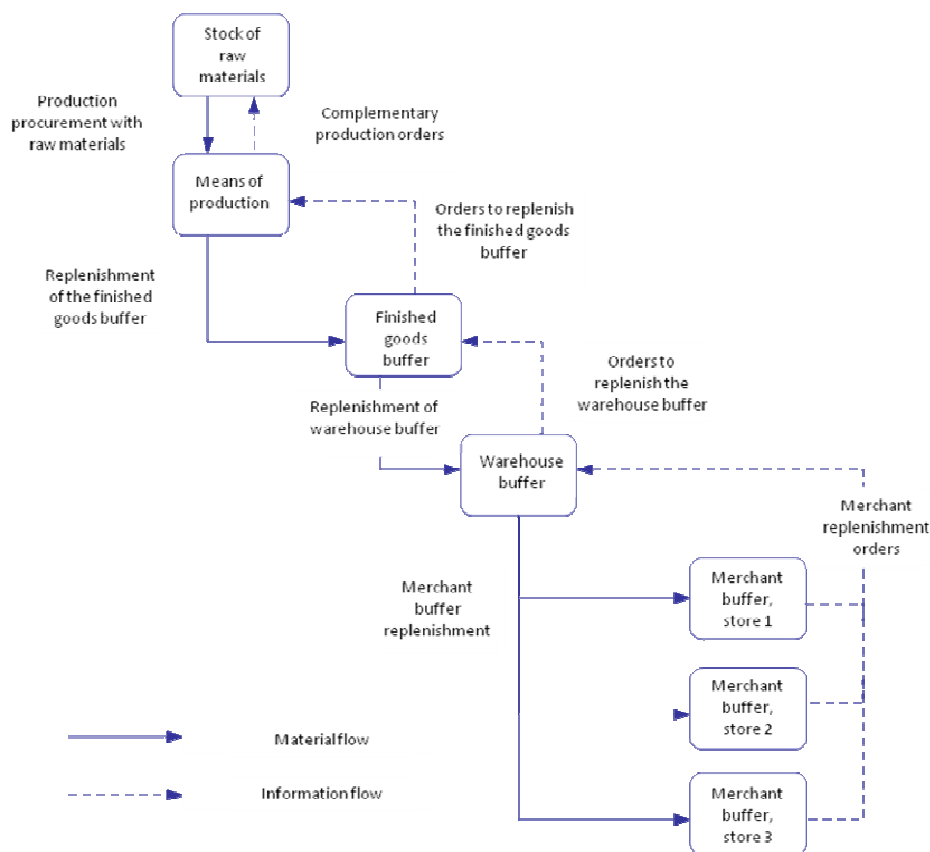 Stock of
raw
materials
Production
procurement with
raw materials
Complementary
production orders
Means of
production
Orders to replenish
the finished goods
buffer
Replenishment
of the finished
goods buffer
Finished
goods
buffer
Orders to
replenish the
warehouse buffer
Replenishment of
warehouse buffer
Warehouse
buffer
Merchant
replenishment
orders
Merchant
buffer
replenishment
Merchant
buffer,
store 1
Merchant
buffer,
store 2
Merchant
buffer,
store 3
Material flow
Information flow